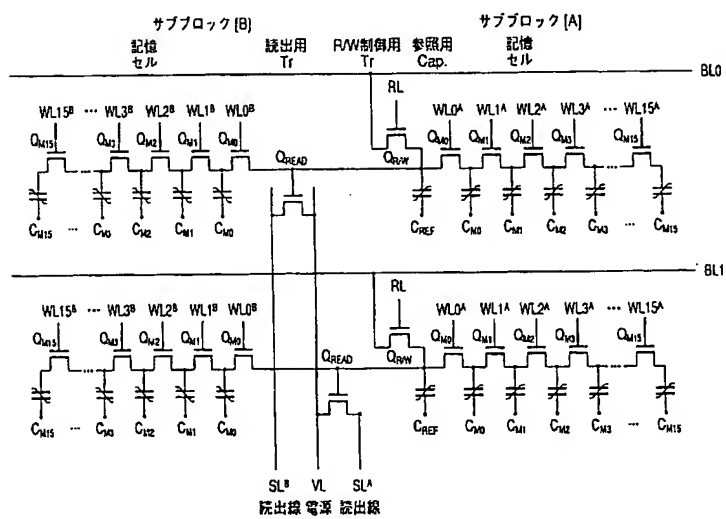 サブブロック [B] サブブロック [A]
記憶 読出用 R/W制御用 参照用 記憶
セル Tr Tr Cap. セル
BL0
RL
WL15ᴮ ··· WL3ᴮ WL2ᴮ WL1ᴮ WL0ᴮ WL0ᴬ WL1ᴬ WL2ᴬ WL3ᴬ ··· WL15ᴬ
QM15 QM3 QM2 QM1 QM0 QREAD QR/W QM0 QM1 QM2 QM3 QM15
CM15 ··· CM3 CM2 CM1 CM0 CREF CM0 CM1 CM2 CM3 ··· CM15
BL1
RL
WL15ᴮ ··· WL3ᴮ WL2ᴮ WL1ᴮ WL0ᴮ WL0ᴬ WL1ᴬ WL2ᴬ WL3ᴬ ··· WL15ᴬ
QM15 QM3 QM2 QM1 QM0 QREAD QR/W QM0 QM1 QM2 QM3 QM15
CM15 ··· CM3 CM2 CM1 CM0 CREF CM0 CM1 CM2 CM3 ··· CM15
SLᴮ VL SLᴬ
読出線 電源 読出線